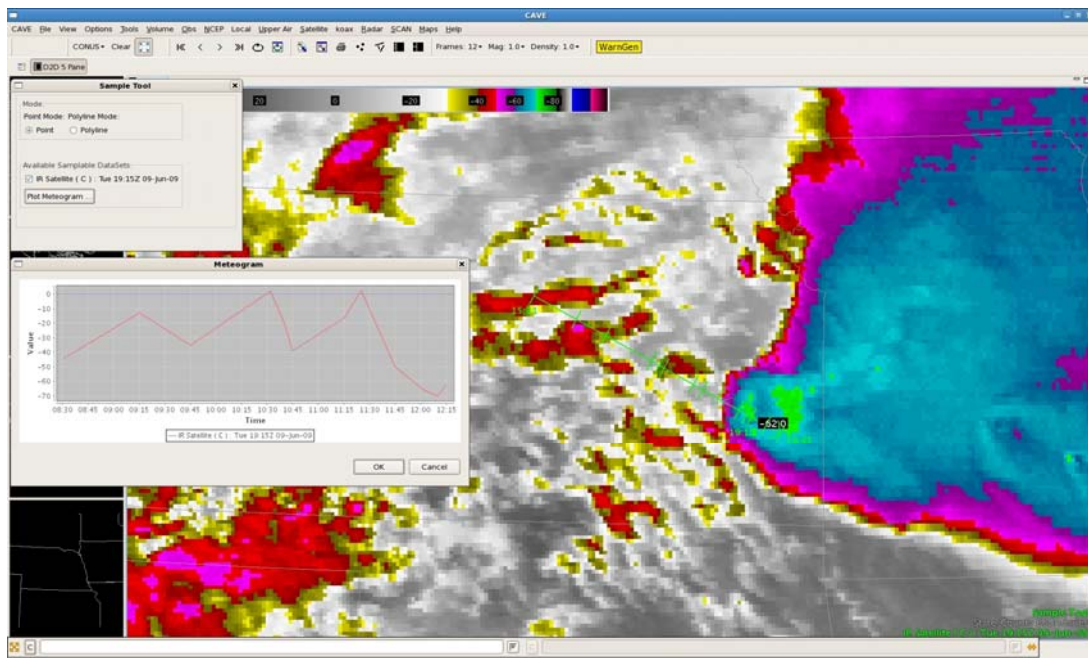 CAVE
CAVE File View Options Tools Volume Obs NCEP Local Upper Air Satellite koax Radar SCAN Maps Help
CONUS Clear Frames: 12 Mag: 1.0 Density: 1.0 WarnGen
D2D 5 Pane
Sample Tool
Mode:
Point Mode: Polyline Mode:
Point Polyline
Available Samplable DataSets:
IR Satellite ( C ) : Tue 19:15Z 09-Jun-09
Plot Meteogram ...
20 0 -20 -40 -60 -80
Meteogram
0
-10
-20
-30
-40
-50
-60
-70
Value
08:30 08:45 09:00 09:15 09:30 09:45 10:00 10:15 10:30 10:45 11:00 11:15 11:30 11:45 12:00 12:15
Time
IR Satellite ( C ) : Tue 19:15Z 09-Jun-09
OK Cancel
-62.0
Sample Tool
C